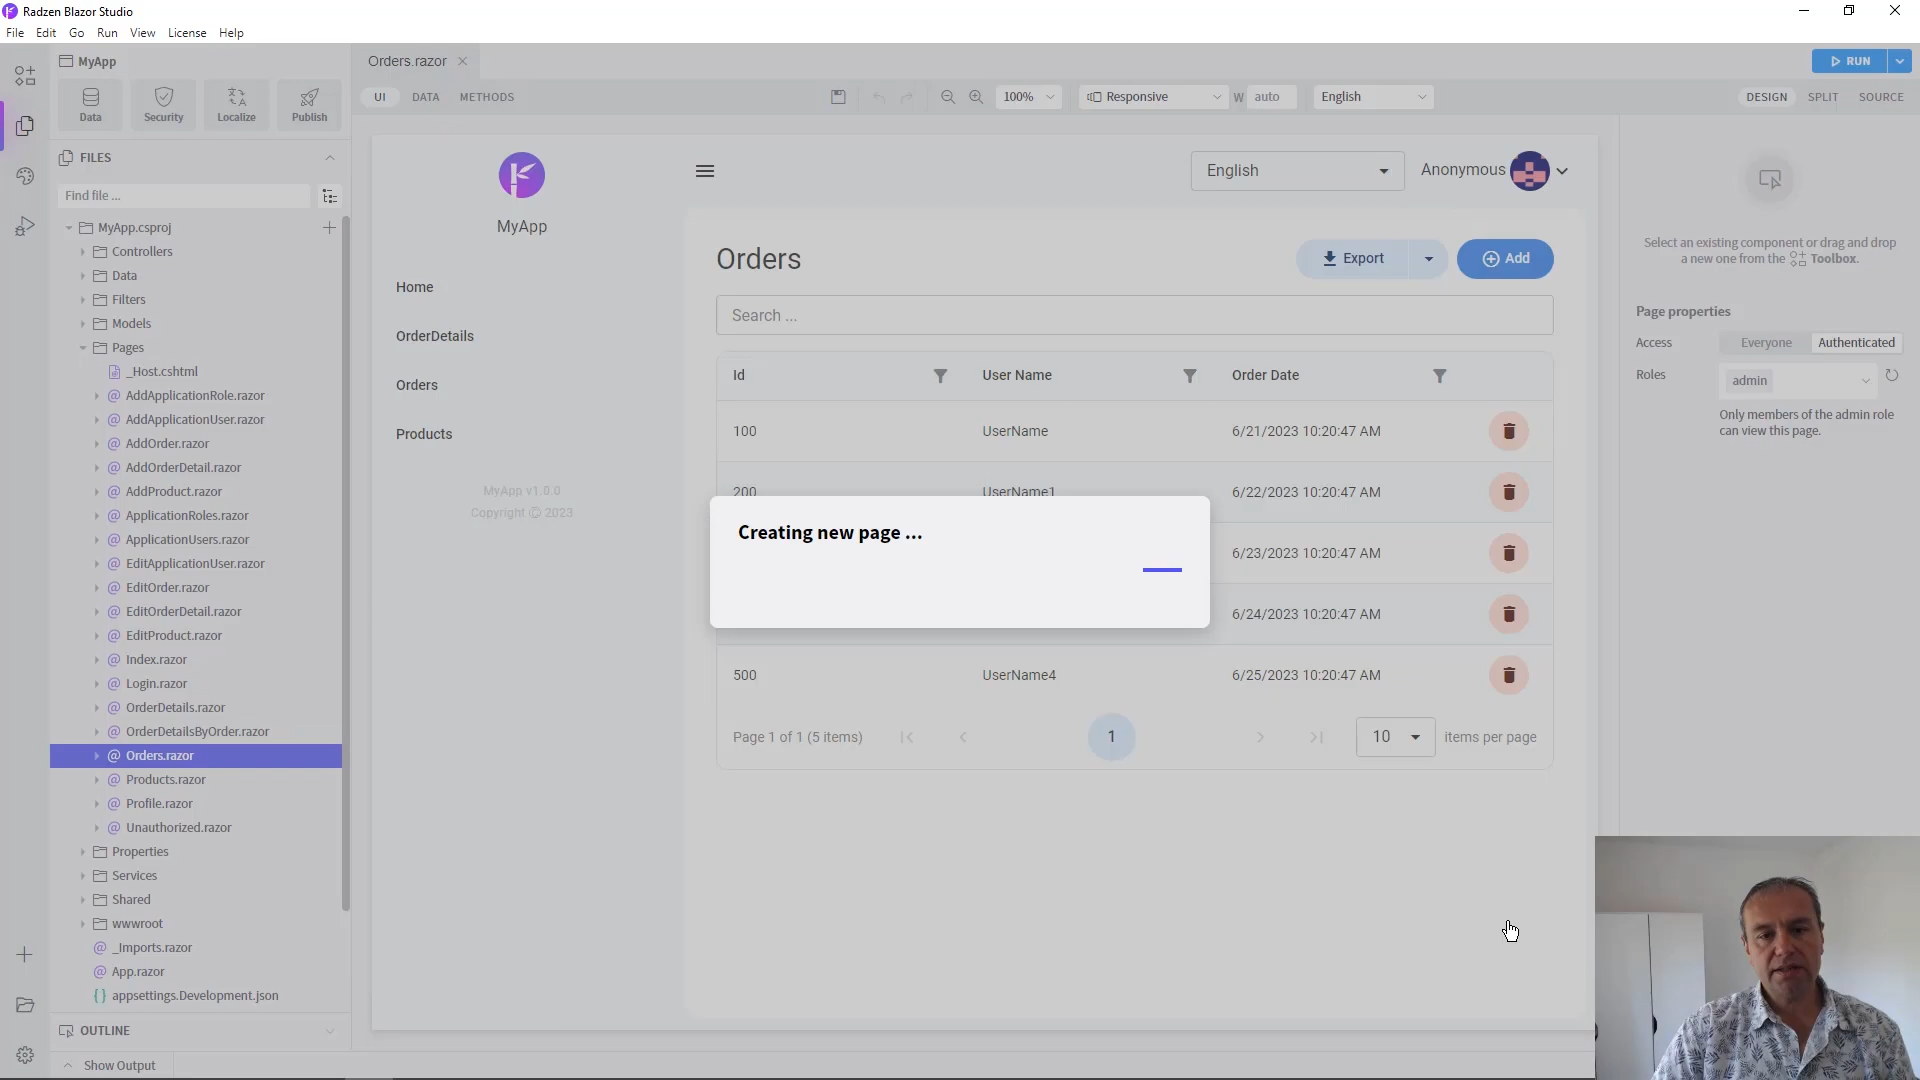 Radzen Blazor Studio
File Edit Go Run View License Help
MyApp
Orders.razor
RUN
Data Security Localize Publish
UI DATA METHODS
100%
Responsive
W auto
English
DESIGN SPLIT SOURCE
FILES
Find file ...
MyApp.csproj
Controllers
Data
Filters
Models
Pages
_Host.cshtml
AddApplicationRole.razor
AddApplicationUser.razor
AddOrder.razor
AddOrderDetail.razor
AddProduct.razor
ApplicationRoles.razor
ApplicationUsers.razor
EditApplicationUser.razor
EditOrder.razor
EditOrderDetail.razor
EditProduct.razor
Index.razor
Login.razor
OrderDetails.razor
OrderDetailsByOrder.razor
Orders.razor
Products.razor
Profile.razor
Unauthorized.razor
Properties
Services
Shared
wwwroot
_Imports.razor
App.razor
appsettings.Development.json
OUTLINE
Show Output
MyApp
Home
OrderDetails
Orders
Products
MyApp v1.0.0
Copyright © 2023
English
Anonymous
Orders
Export
Add
Search ...
Id User Name Order Date
100 UserName 6/21/2023 10:20:47 AM
200 UserName1 6/22/2023 10:20:47 AM
6/23/2023 10:20:47 AM
6/24/2023 10:20:47 AM
500 UserName4 6/25/2023 10:20:47 AM
Page 1 of 1 (5 items) 1 10 items per page
Creating new page ...
Select an existing component or drag and drop
a new one from the Toolbox.
Page properties
Access Everyone Authenticated
Roles admin
Only members of the admin role
can view this page.